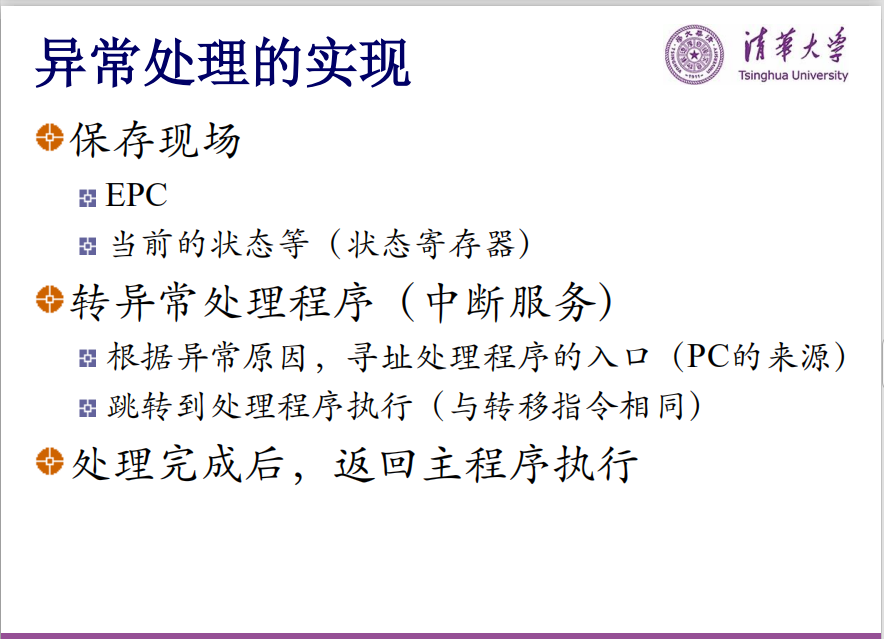 异常处理的实现
清华大学
Tsinghua University
保存现场
EPC
当前的状态等（状态寄存器）
转异常处理程序（中断服务）
根据异常原因，寻址处理程序的入口（PC的来源）
跳转到处理程序执行（与转移指令相同）
处理完成后，返回主程序执行